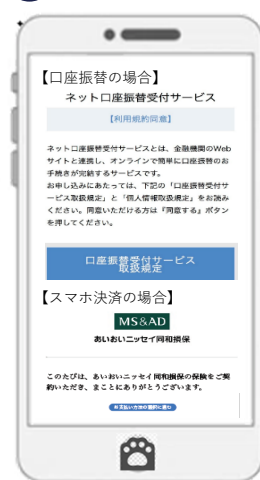 【口座振替の場合】
ネット口座振替受付サービス
【利用規約同意】
ネット口座振替受付サービスとは、金融機関のWeb
サイトと連携し、オンラインで簡単に口座振替のお
手続きが完結するサービスです。
お申し込みにあたっては、下記の「口座振替受付サ
ービス取扱規定」と「個人情報取扱規定」をお読み
ください。同意いただける方は『同意する』ボタン
を押してください。
口座振替受付サービス
取扱規定
【スマホ決済の場合】
MS&AD
あいおいニッセイ同和損保
このたびは、あいおいニッセイ同和損保の保険をご契
約いただき、まことにありがとうございます。
お支払い方法の選択に進む